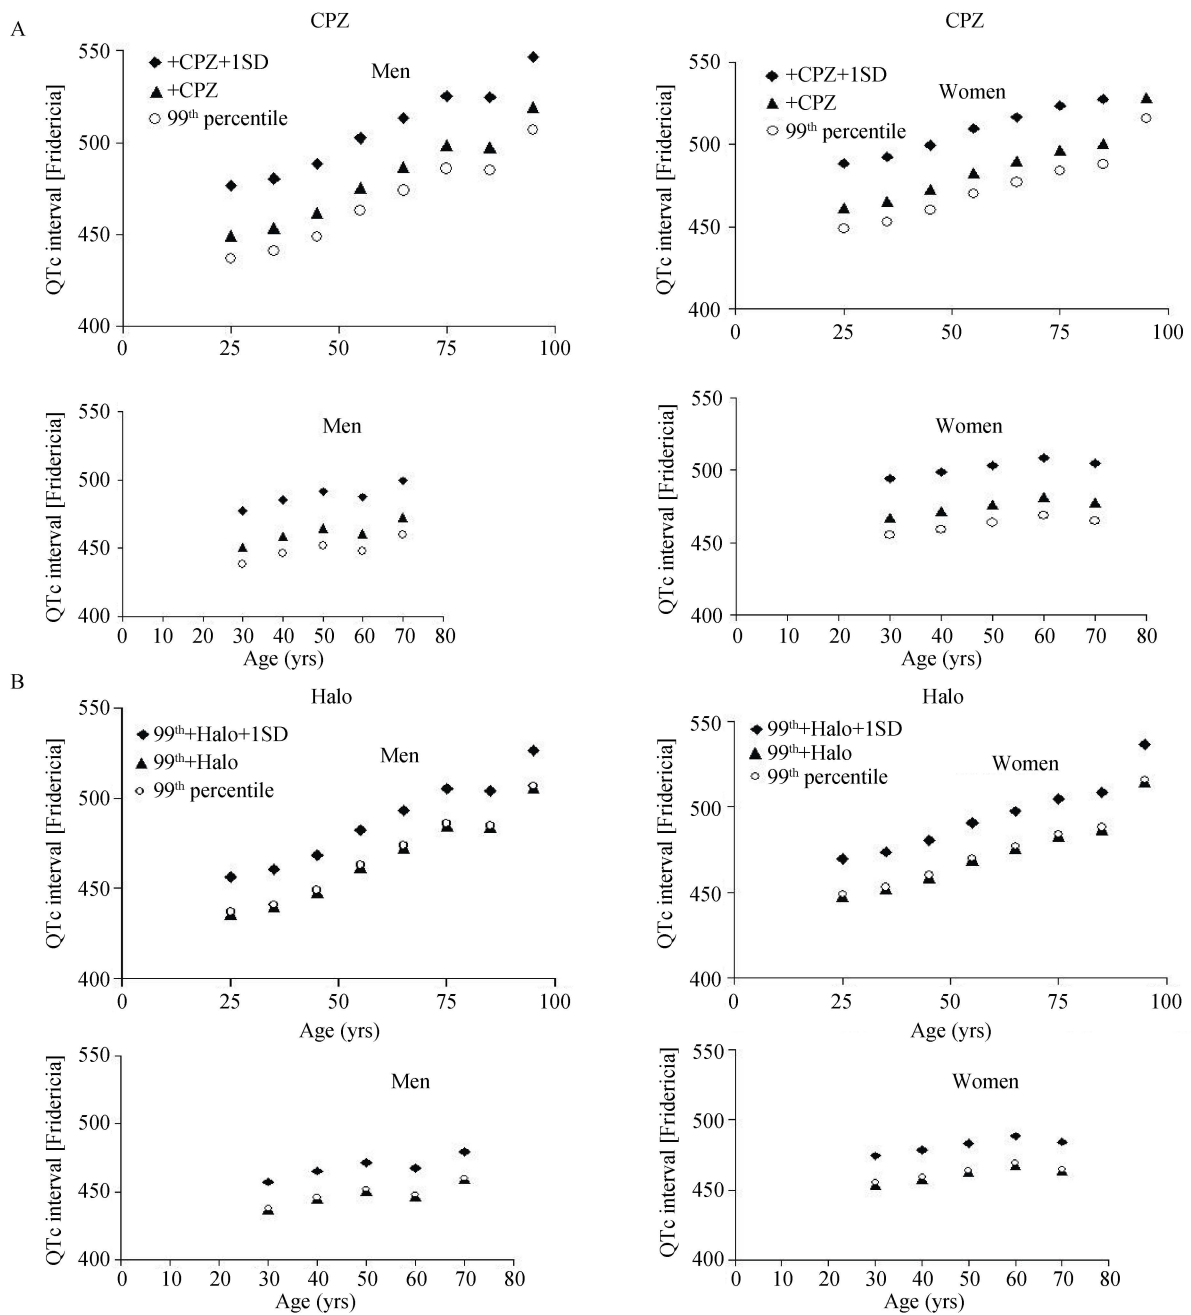 A
CPZ
CPZ
QTc interval [Fridericia]
550
500
450
400
+CPZ+1SD
+CPZ
99th percentile
Men
0 25 50 75 100
QTc interval [Fridericia]
550
500
450
400
+CPZ+1SD
+CPZ
99th percentile
Women
0 25 50 75 100
QTc interval [Fridericia]
550
500
450
400
Men
0 10 20 30 40 50 60 70 80
Age (yrs)
QTc interval [Fridericia]
550
500
450
400
Women
0 10 20 30 40 50 60 70 80
Age (yrs)
B
Halo
Halo
QTc interval [Fridericia]
550
500
450
400
99th+Halo+1SD
99th+Halo
99th percentile
Men
0 25 50 75 100
Age (yrs)
QTc interval [Fridericia]
550
500
450
400
99th+Halo+1SD
99th+Halo
99th percentile
Women
0 25 50 75 100
Age (yrs)
QTc interval [Fridericia]
550
500
450
400
Men
0 10 20 30 40 50 60 70 80
Age (yrs)
QTc interval [Fridericia]
550
500
450
400
Women
0 10 20 30 40 50 60 70 80
Age (yrs)